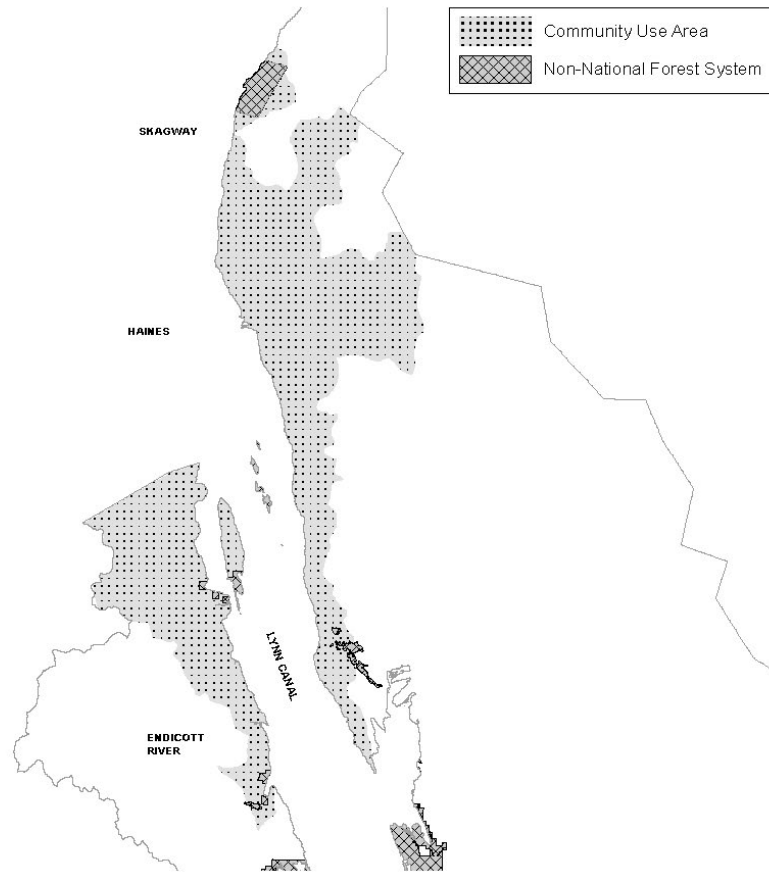 Community Use Area
Non-National Forest System
SKAGWAY
HAINES
LYNN CANAL
ENDICOTT
RIVER